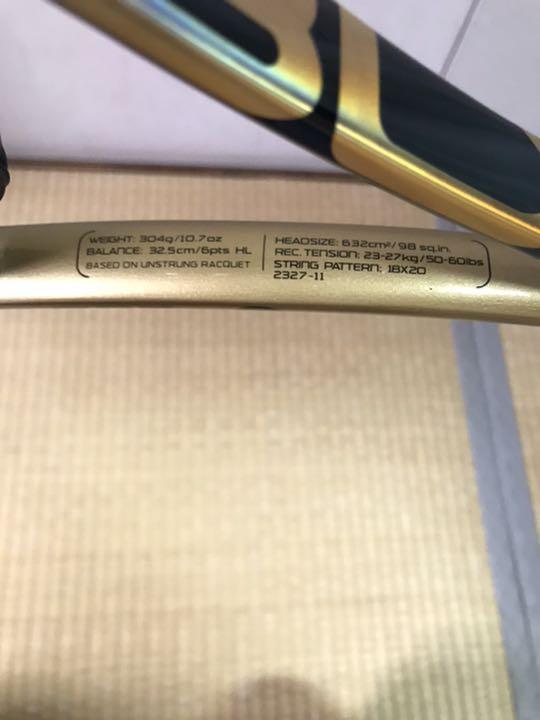 WEIGHT: 304g/10.7oz
BALANCE: 32.5cm/6pts HL
BASED ON UNSTRUNG RACQUET
HEADSIZE: 632cm²/98 sq.in.
REC. TENSION: 23-27kg/50-60lbs
STRING PATTERN: 18X20
2327-11